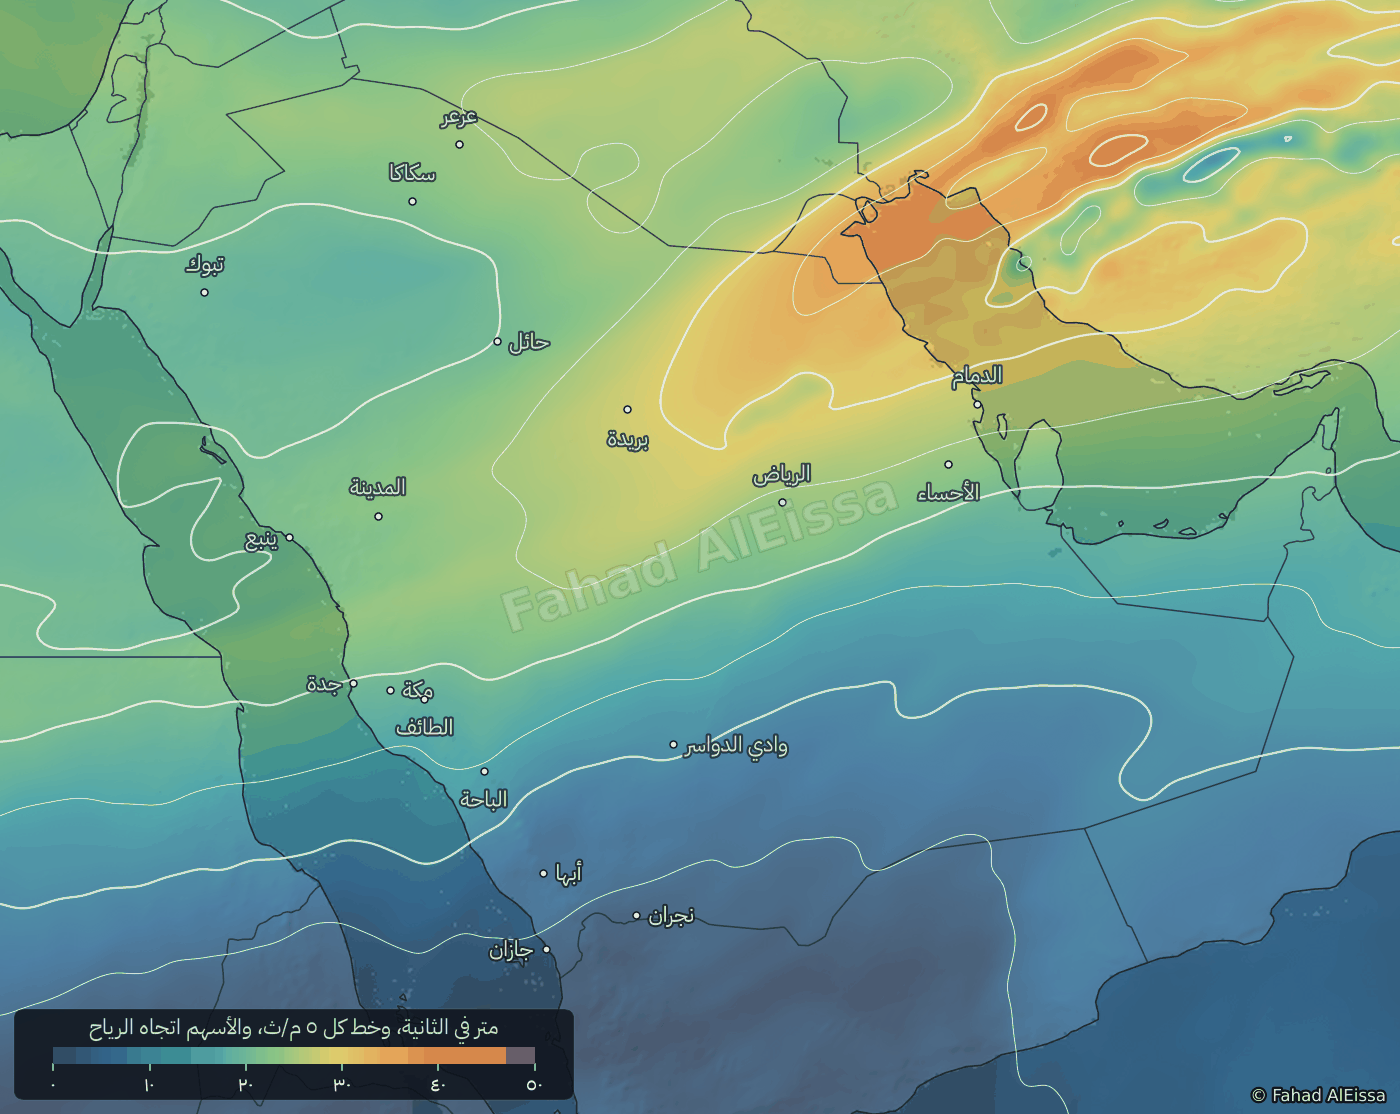 عرعر
سكاكا
تبوك
حائل
الدمام
بريدة
الرياض
الأحساء
المدينة
ينبع
Fahad AlEissa
جدة
مكة
الطائف
وادي الدواسر
الباحة
أبها
نجران
جازان
متر في الثانية، وخط كل ٥ م/ث، والأسهم اتجاه الرياح
٠ ١٠ ٢٠ ٣٠ ٤٠ ٥٠
© Fahad AlEissa